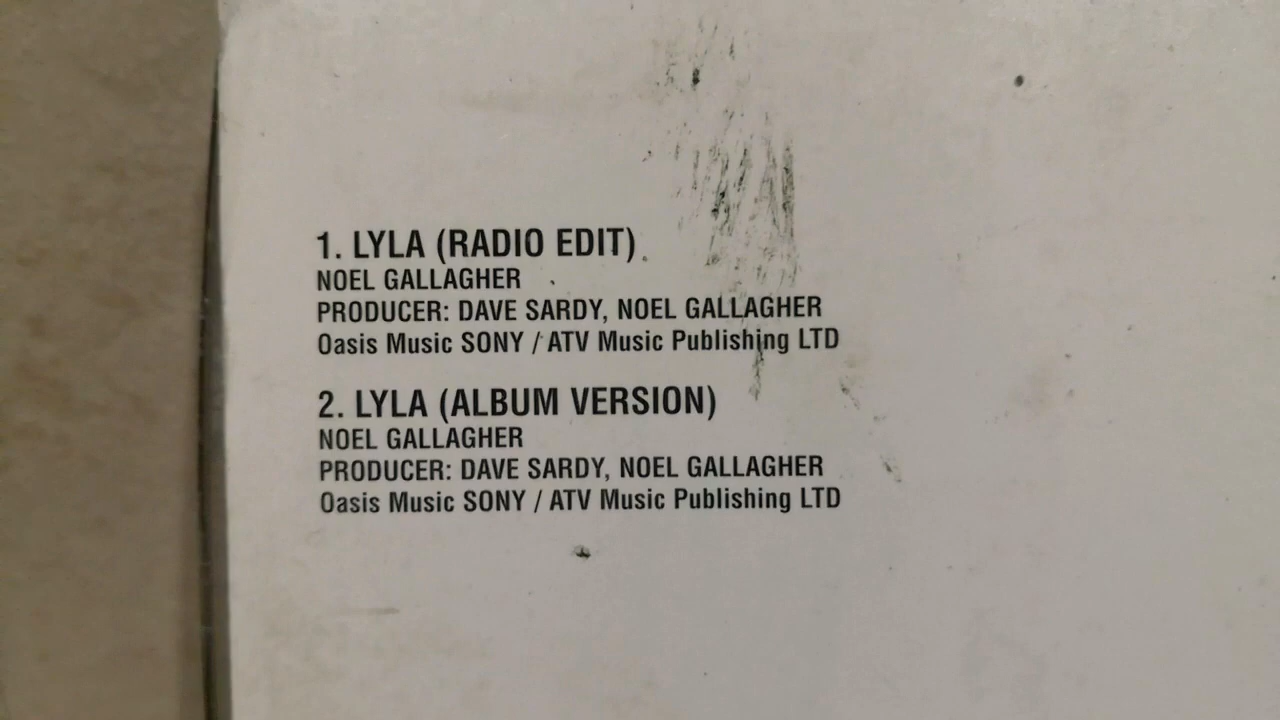 1. LYLA (RADIO EDIT)
NOEL GALLAGHER
PRODUCER: DAVE SARDY, NOEL GALLAGHER
Oasis Music SONY / ATV Music Publishing LTD
2. LYLA (ALBUM VERSION)
NOEL GALLAGHER
PRODUCER: DAVE SARDY, NOEL GALLAGHER
Oasis Music SONY / ATV Music Publishing LTD